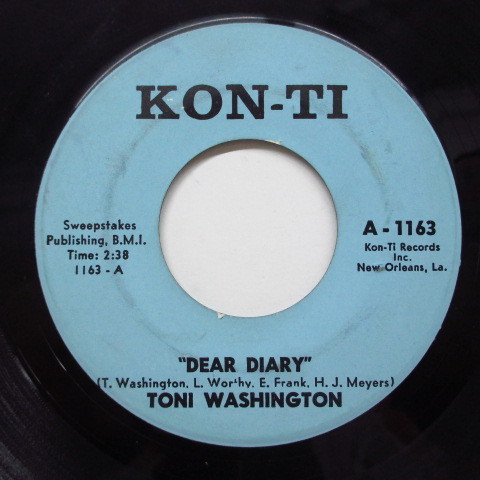 KON-TI
Sweepstakes
Publishing, B.M.I.
Time: 2:38
1163 - A
A - 1163
Kon-Ti Records
Inc.
New Orleans, La.
"DEAR DIARY"
(T. Washington, L. Worthy, E. Frank, H. J. Meyers)
TONI WASHINGTON